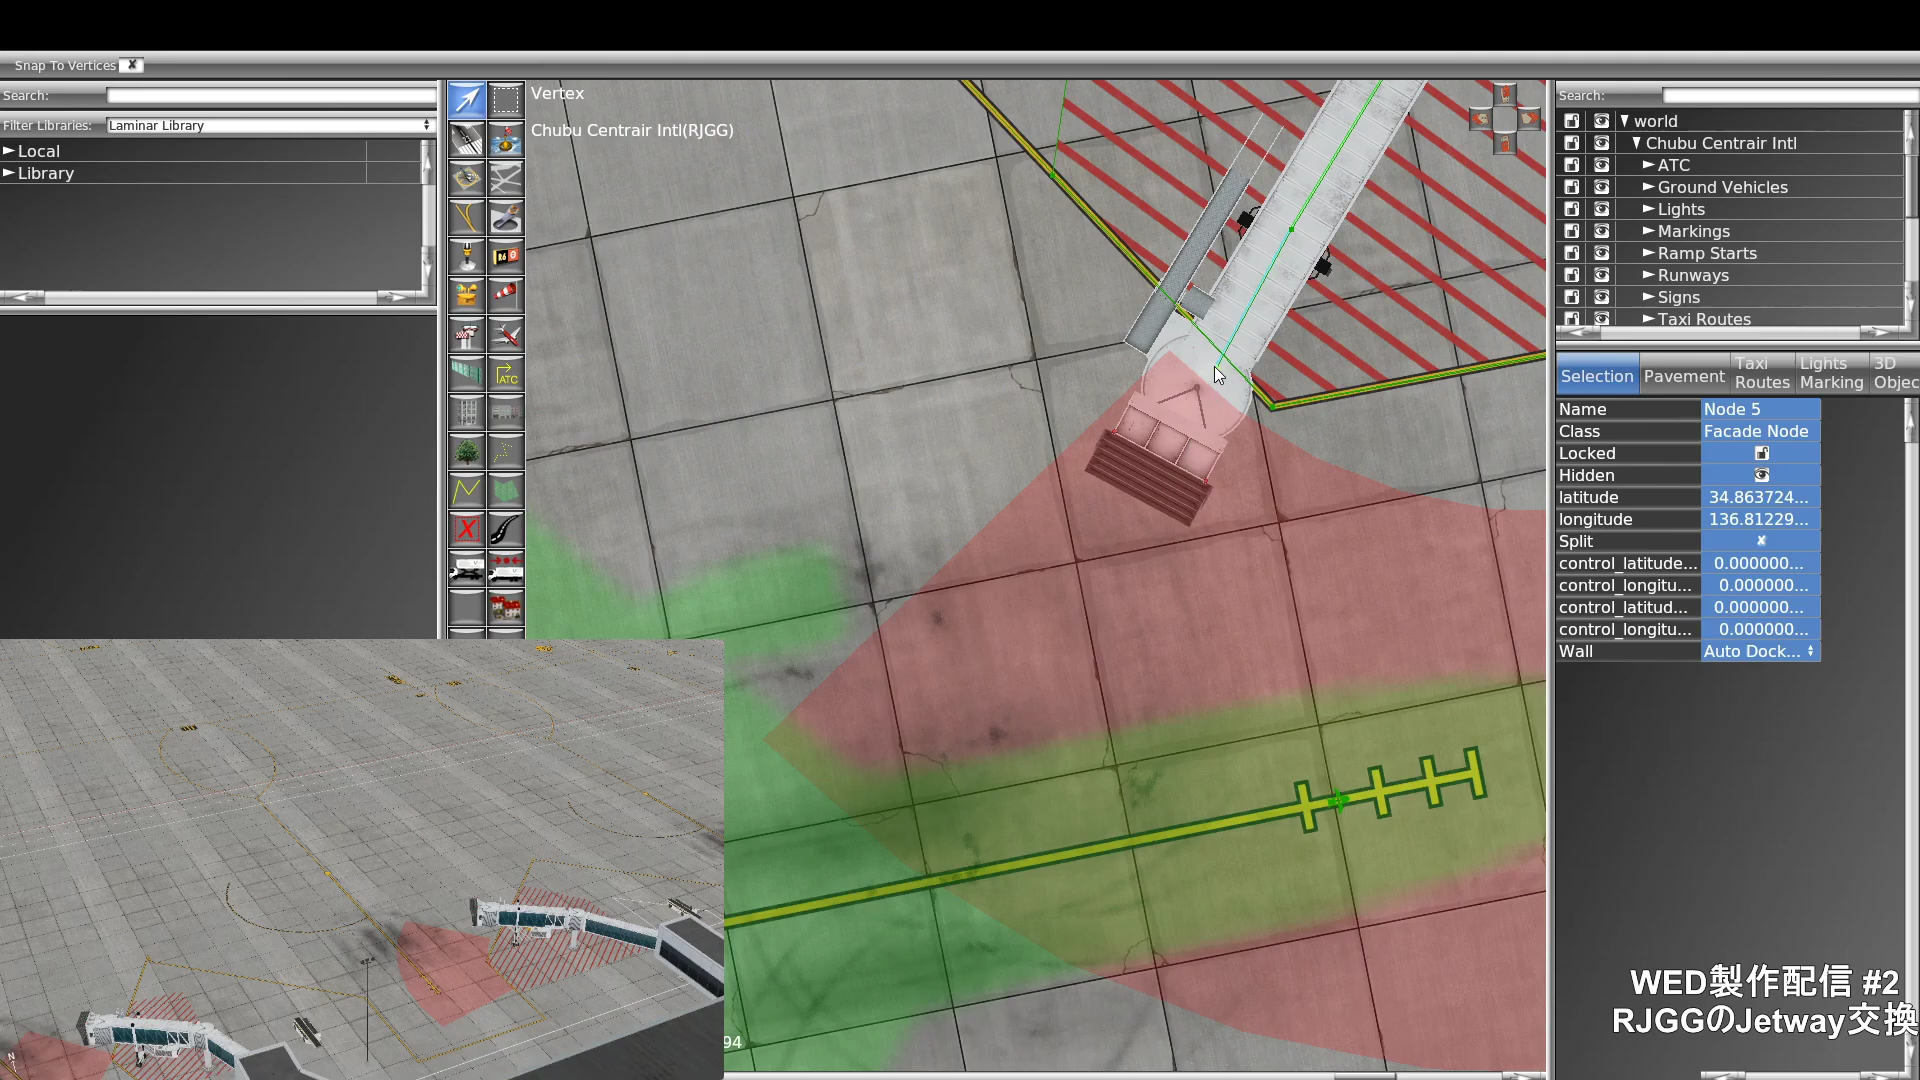 Snap To Vertices
Search:
Filter Libraries: Laminar Library
Local
Library
Vertex
Chubu Centrair Intl(RJGG)
ATC
94
Search:
world
Chubu Centrair Intl
ATC
Ground Vehicles
Lights
Markings
Ramp Starts
Runways
Signs
Taxi Routes
Selection
Pavement
Taxi Routes
Lights Marking
3D Objec
Name Node 5
Class Facade Node
Locked
Hidden
latitude 34.863724...
longitude 136.81229...
Split
control_latitude... 0.000000...
control_longitu... 0.000000...
control_latitud... 0.000000...
control_longitu... 0.000000...
Wall Auto Dock...
WED製作配信 #2
RJGGのJetway交換